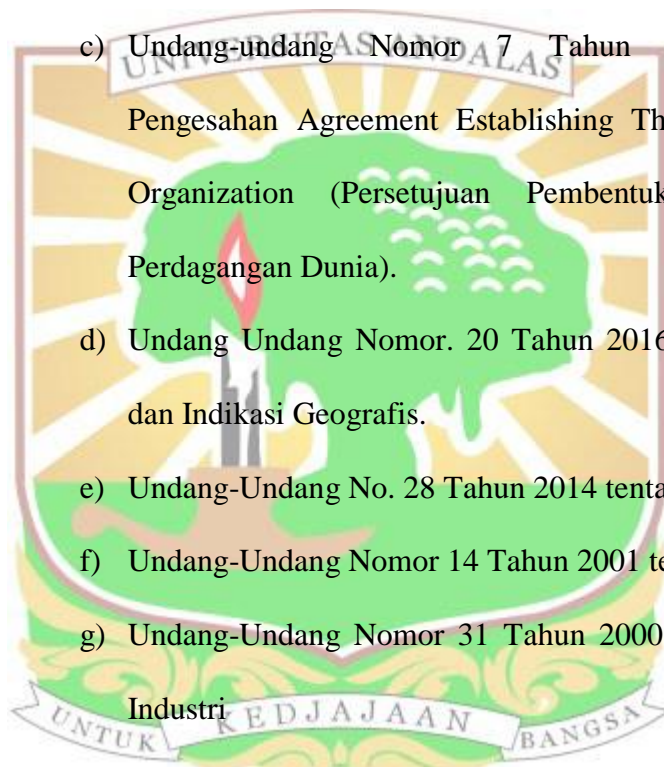 UNIVERSITAS ANDALAS
c) Undang-undang Nomor 7 Tahun
Pengesahan Agreement Establishing Th
Organization (Persetujuan Pembentuk
Perdagangan Dunia).
d) Undang Undang Nomor. 20 Tahun 2016
dan Indikasi Geografis.
e) Undang-Undang No. 28 Tahun 2014 tenta
f) Undang-Undang Nomor 14 Tahun 2001 te
g) Undang-Undang Nomor 31 Tahun 2000
Industri
UNTUK KEDJAJAAN BANGSA